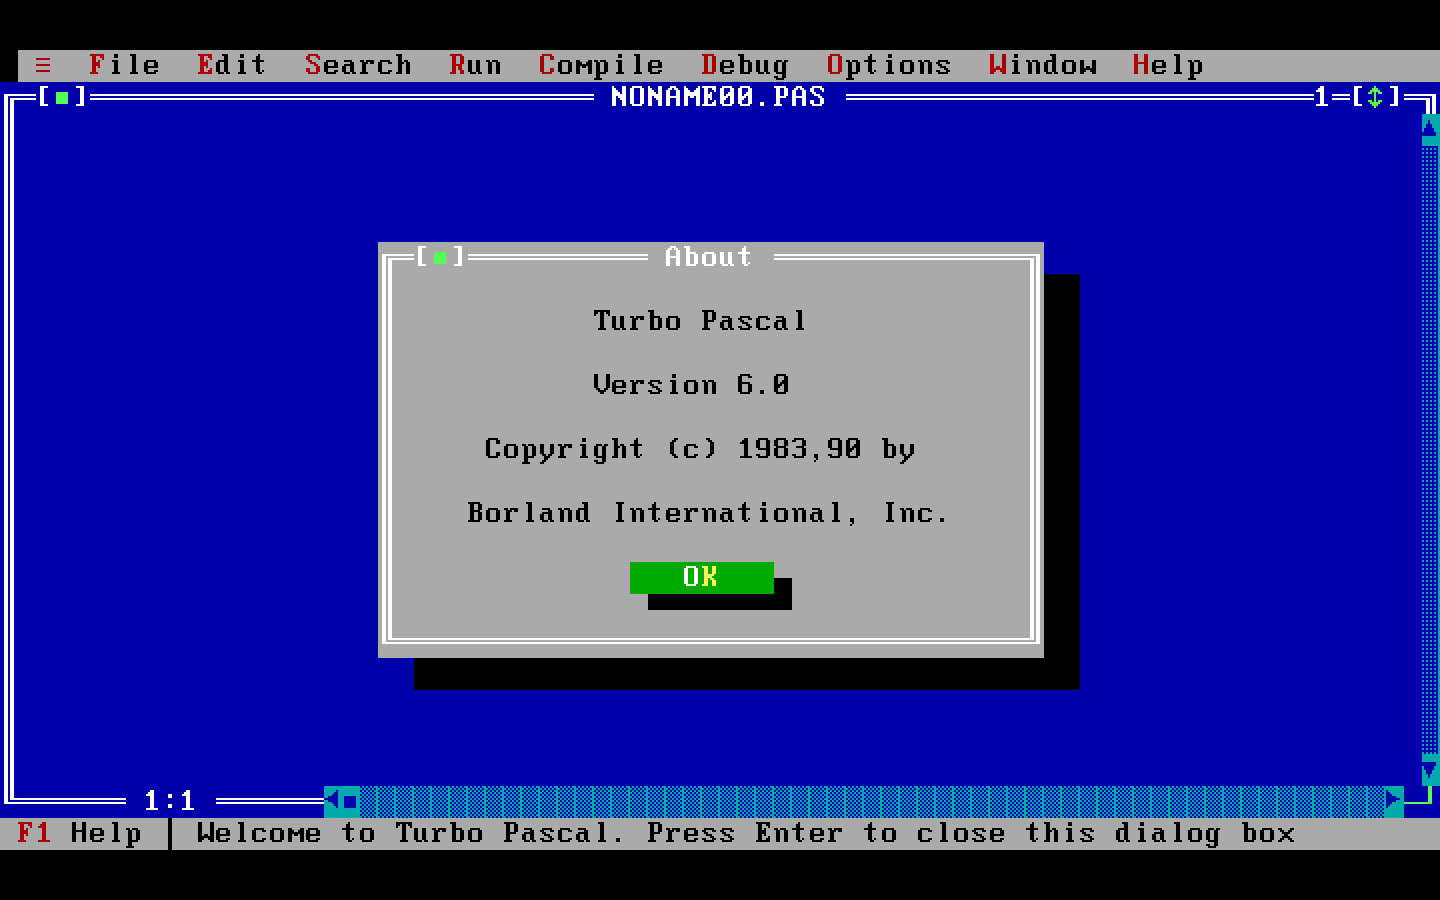 ≡ File Edit Search Run Compile Debug Options Window Help
[■] NONAME00.PAS 1=[↕]
[■] About
Turbo Pascal
Version 6.0
Copyright (c) 1983,90 by
Borland International, Inc.
OK
1:1
F1 Help │ Welcome to Turbo Pascal. Press Enter to close this dialog box